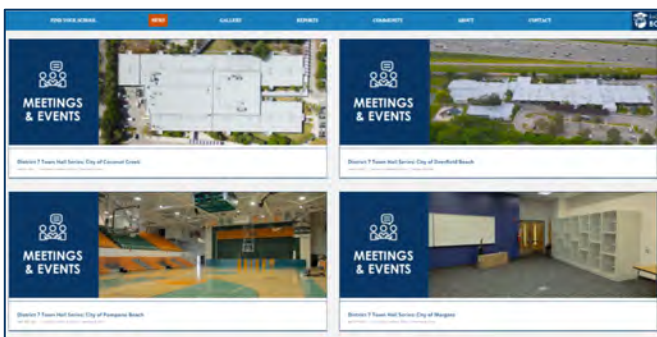 FIND YOUR SCHOOL NEWS GALLERY REPORTS COMMUNITY ABOUT CONTACT
MEETINGS
& EVENTS
District 7 Town Hall Series: City of Coconut Creek
MEETINGS
& EVENTS
District 7 Town Hall Series: City of Deerfield Beach
MEETINGS
& EVENTS
District 7 Town Hall Series: City of Pompano Beach
MEETINGS
& EVENTS
District 7 Town Hall Series: City of Margate